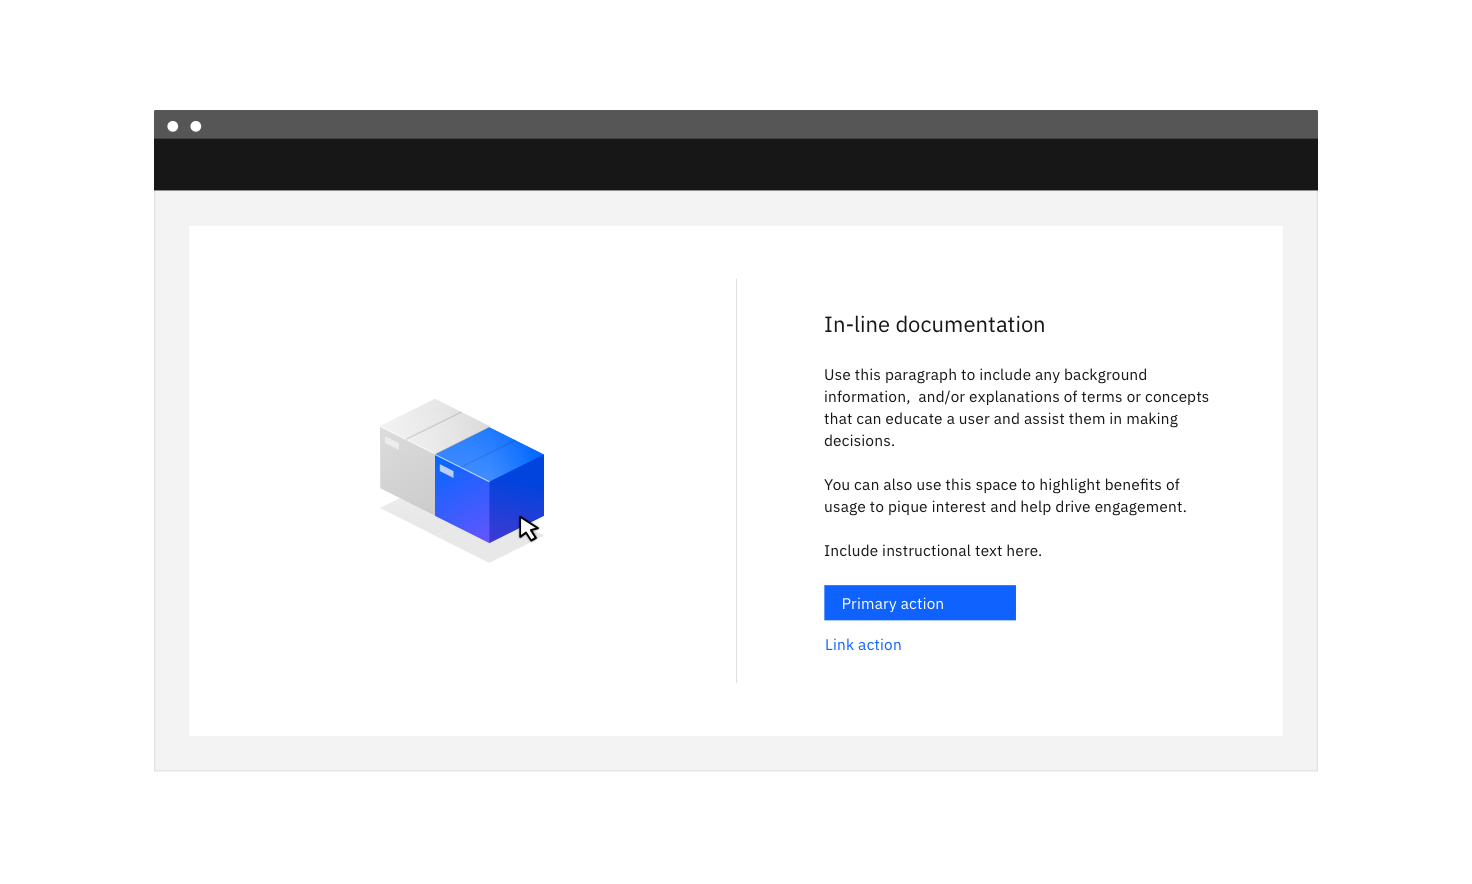 In-line documentation
Use this paragraph to include any background
information,  and/or explanations of terms or concepts
that can educate a user and assist them in making
decisions.
You can also use this space to highlight benefits of
usage to pique interest and help drive engagement.
Include instructional text here.
Primary action
Link action